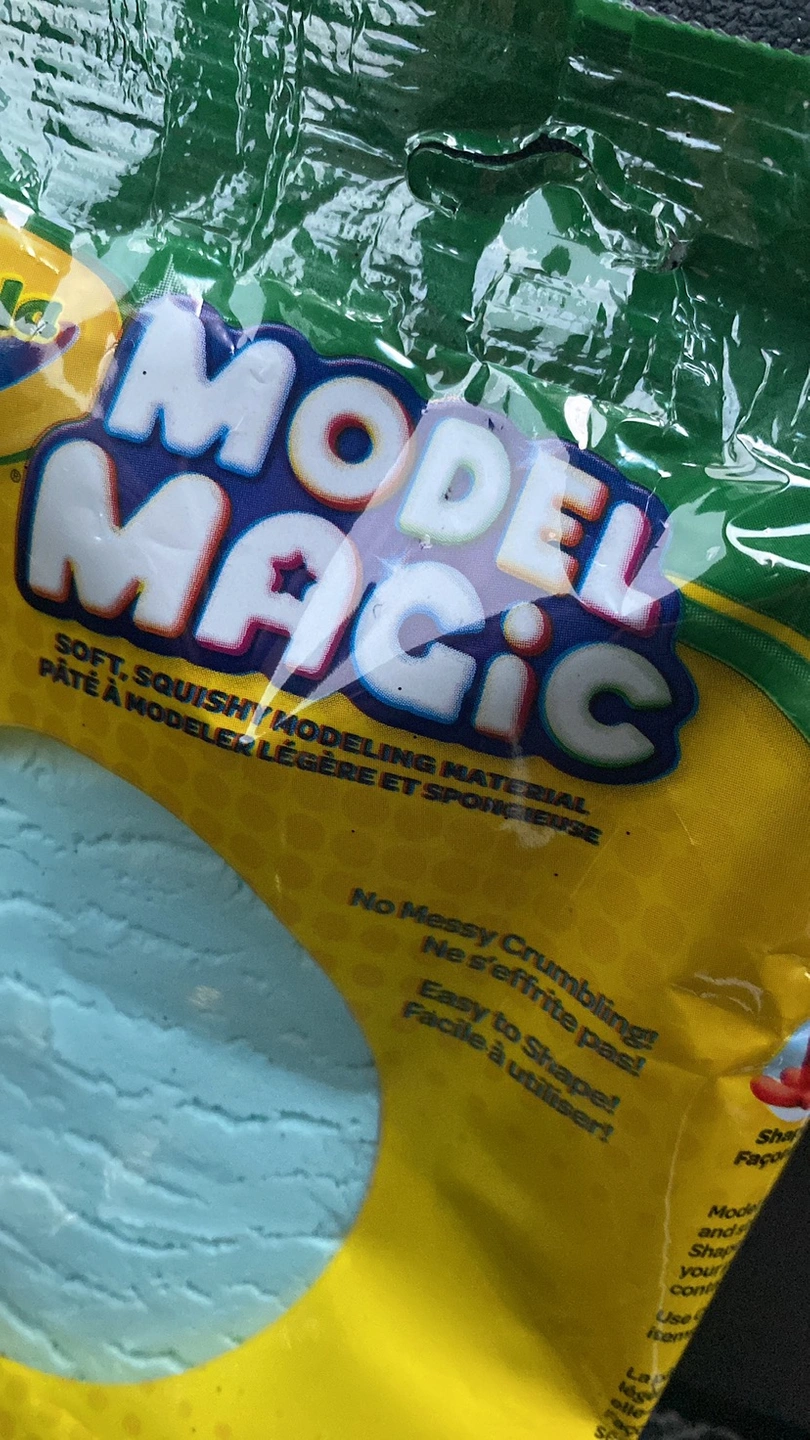 MODEL
MAGiC
SOFT, SQUISHY MODELING MATERIAL
PÂTÉ À MODELER LÉGÈRE ET SPONGIEUSE
No Messy Crumbling!
Ne s'effrite pas!
Easy to Shape!
Facile à utiliser!